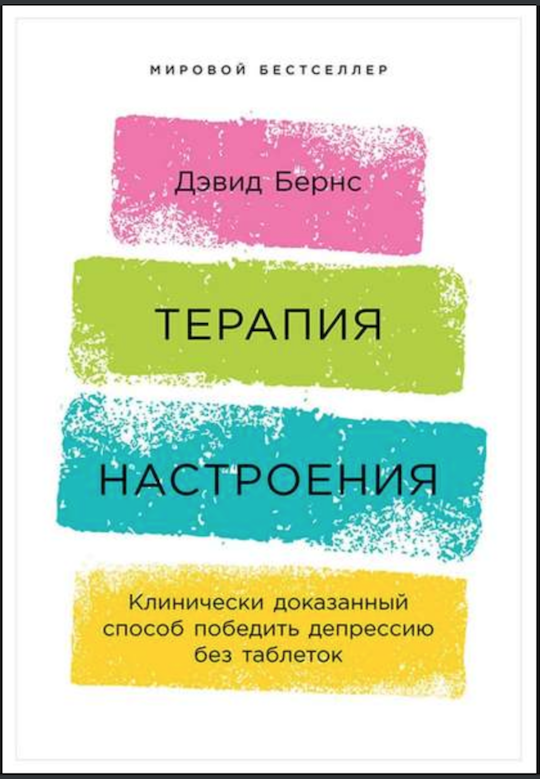 МИРОВОЙ БЕСТСЕЛЛЕР
Дэвид Бернс
ТЕРАПИЯ
НАСТРОЕНИЯ
Клинически доказанный
способ победить депрессию
без таблеток